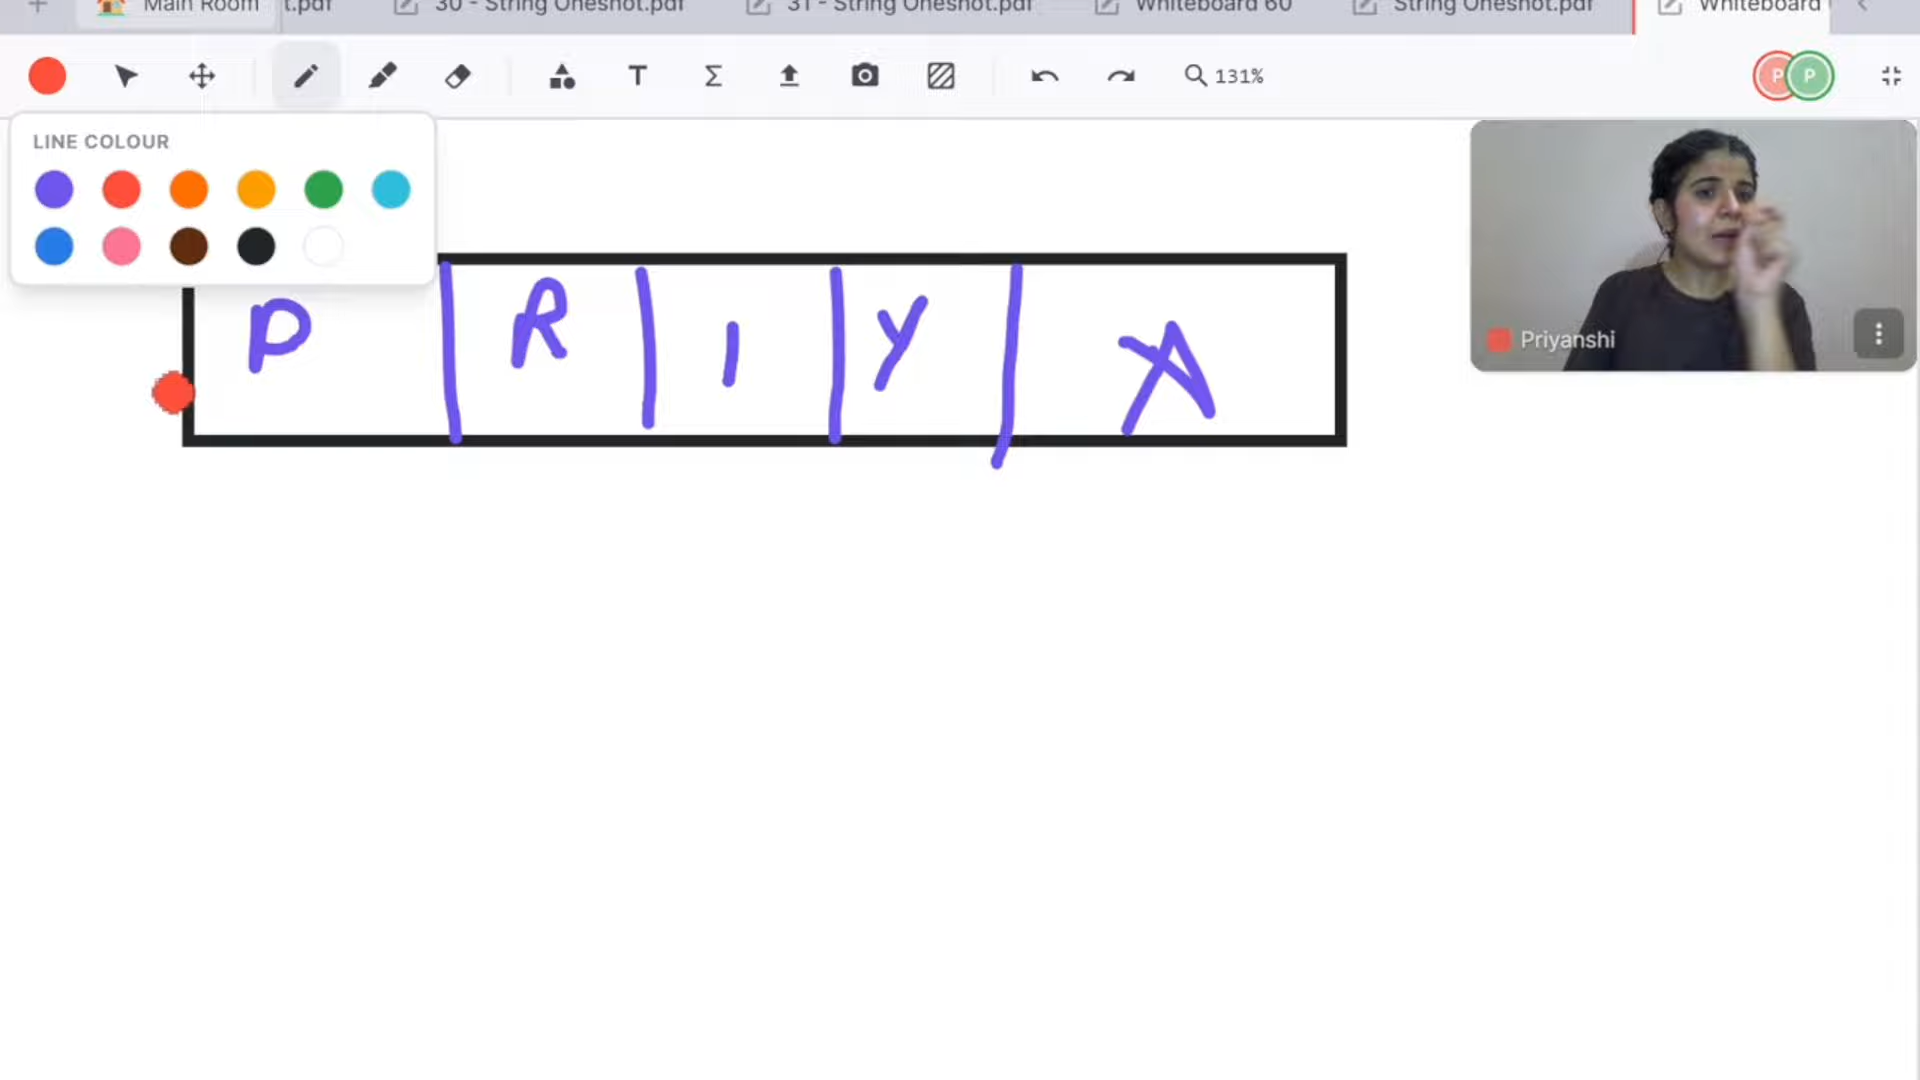 Main Room
t.pdf
30 - String Oneshot.pdf
31 - String Oneshot.pdf
Whiteboard 60
String Oneshot.pdf
Whiteboard
131%
P P
LINE COLOUR
P R I Y A
Priyanshi